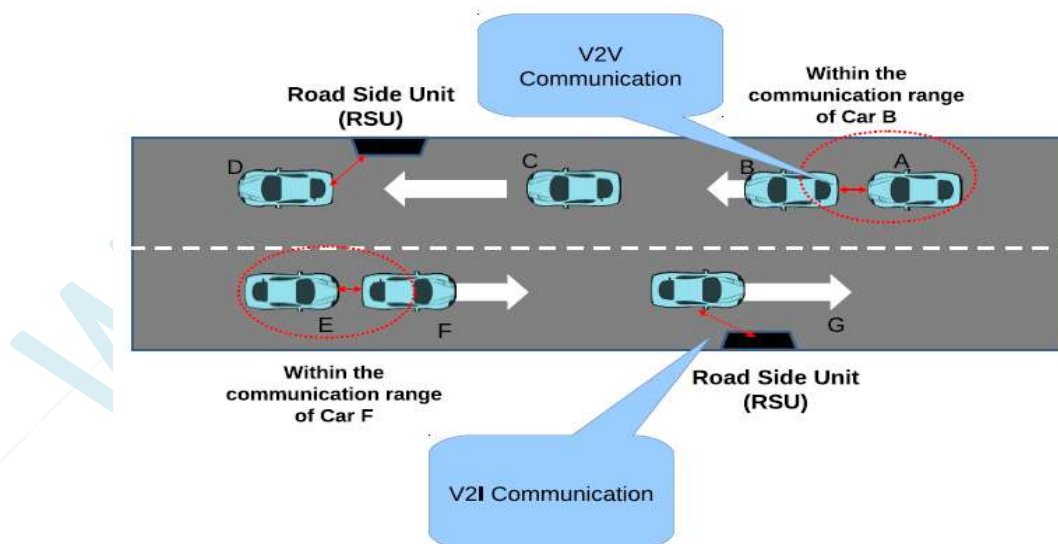 V2V
Communication
Within the
communication range
of Car B
Road Side Unit
(RSU)
D
C
B
A
E
F
G
Within the
communication range
of Car F
Road Side Unit
(RSU)
V2I Communication